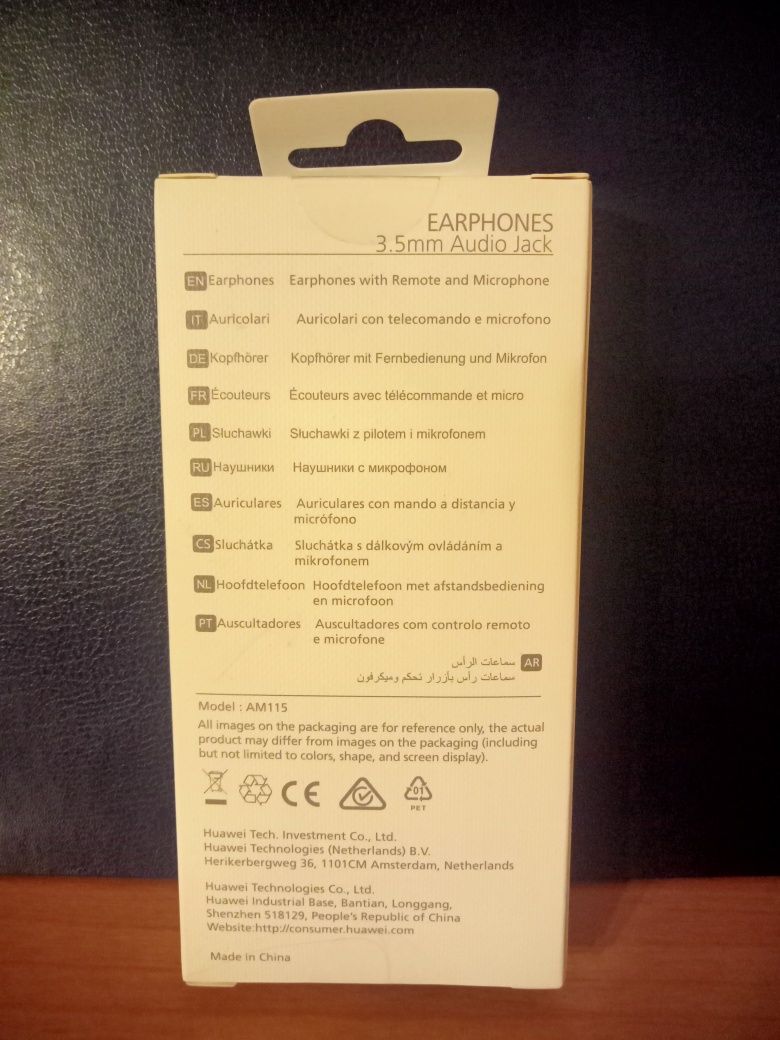 EARPHONES
3.5mm Audio Jack
EN Earphones Earphones with Remote and Microphone
IT Auricolari Auricolari con telecomando e microfono
DE Kopfhörer Kopfhörer mit Fernbedienung und Mikrofon
FR Écouteurs Écouteurs avec télécommande et micro
PL Słuchawki Słuchawki z pilotem i mikrofonem
RU Наушники Наушники с микрофоном
ES Auriculares Auriculares con mando a distancia y
micrófono
CS Sluchátka Sluchátka s dálkovým ovládáním a
mikrofonem
NL Hoofdtelefoon Hoofdtelefoon met afstandsbediening
en microfoon
PT Auscultadores Auscultadores com controlo remoto
e microfone
AR سماعات الرأس
سماعات رأس بأزرار تحكم وميكرفون
Model : AM115
All images on the packaging are for reference only, the actual
product may differ from images on the packaging (including
but not limited to colors, shape, and screen display).
CE 01
PET
Huawei Tech. Investment Co., Ltd.
Huawei Technologies (Netherlands) B.V.
Herikerbergweg 36, 1101CM Amsterdam, Netherlands
Huawei Technologies Co., Ltd.
Huawei Industrial Base, Bantian, Longgang,
Shenzhen 518129, People's Republic of China
Website:http://consumer.huawei.com
Made in China